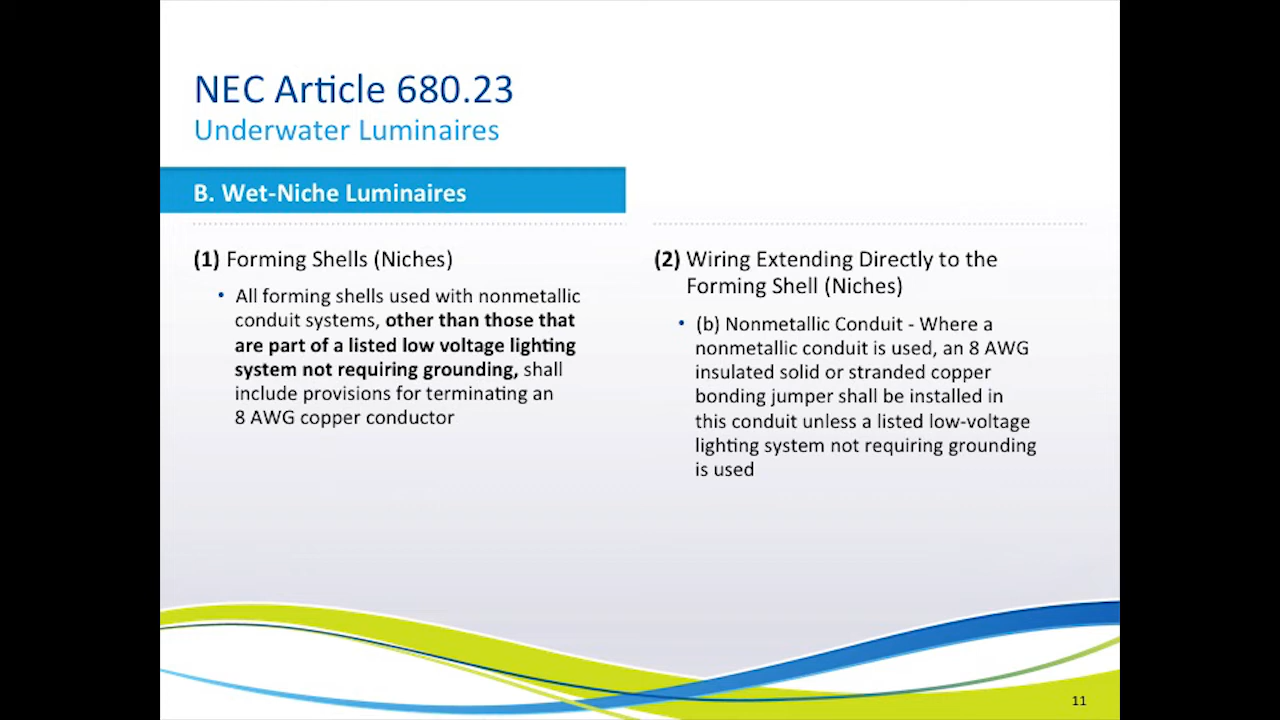 NEC Article 680.23
Underwater Luminaires
B. Wet-Niche Luminaires
(1) Forming Shells (Niches)
• All forming shells used with nonmetallic
conduit systems, other than those that
are part of a listed low voltage lighting
system not requiring grounding, shall
include provisions for terminating an
8 AWG copper conductor
(2) Wiring Extending Directly to the
Forming Shell (Niches)
• (b) Nonmetallic Conduit - Where a
nonmetallic conduit is used, an 8 AWG
insulated solid or stranded copper
bonding jumper shall be installed in
this conduit unless a listed low-voltage
lighting system not requiring grounding
is used
11